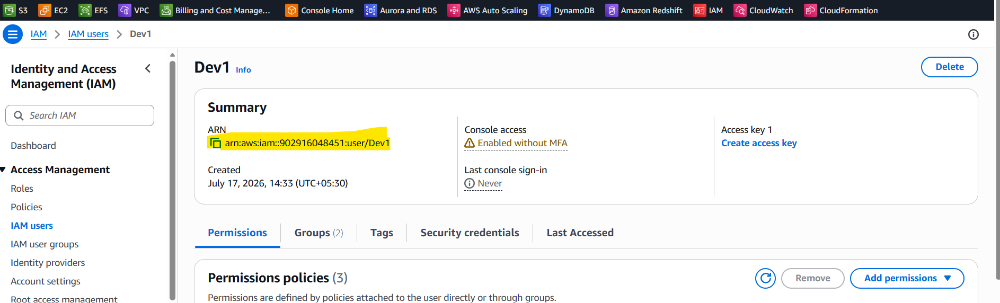 S3 EC2 EFS VPC Billing and Cost Manage... Console Home Aurora and RDS AWS Auto Scaling DynamoDB Amazon Redshift IAM CloudWatch CloudFormation
IAM > IAM users > Dev1
Identity and Access
Management (IAM)
Search IAM
Dashboard
Access Management
Roles
Policies
IAM users
IAM user groups
Identity providers
Account settings
Root access management
Dev1 Info
Delete
Summary
ARN
arn:aws:iam::902916048451:user/Dev1
Created
July 17, 2026, 14:33 (UTC+05:30)
Console access
Enabled without MFA
Last console sign-in
Never
Access key 1
Create access key
Permissions Groups (2) Tags Security credentials Last Accessed
Permissions policies (3)
Remove Add permissions
Permissions are defined by policies attached to the user directly or through groups.